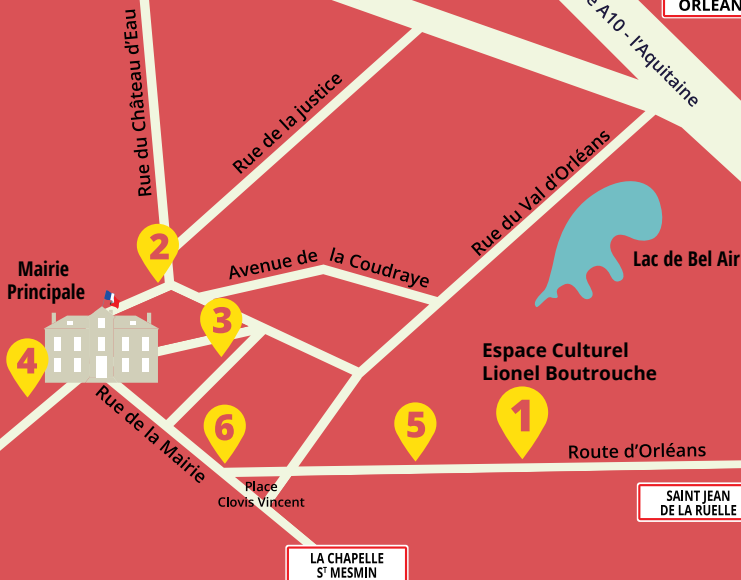 ORLEAN
e A10 - l'Aquitaine
Rue du Château d'Eau
Rue de la justice
Rue du Val d'Orléans
2
Avenue de la Coudraye
Lac de Bel Air
Mairie
Principale
3
4
Espace Culturel
Lionel Boutrouche
Rue de la Mairie
6
5
1
Route d'Orléans
Place
Clovis Vincent
SAINT JEAN
DE LA RUELLE
LA CHAPELLE
ST MESMIN